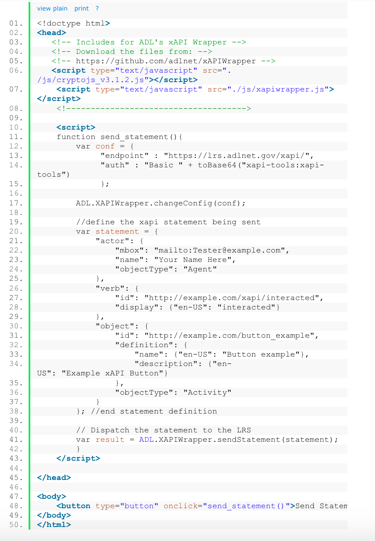 view plain print ?
01. <!doctype html>
02. <head>
03. <!-- Includes for ADL's xAPI Wrapper -->
04. <!-- Download the files from: -->
05. <!-- https://github.com/adlnet/xAPIWrapper -->
06. <script type="text/javascript" src=".
/js/cryptojs_v3.1.2.js"></script>
07. <script type="text/javascript" src="./js/xapiwrapper.js">
</script>
08. <!------------------------------------->
09.
10. <script>
11. function send_statement(){
12. var conf = {
13. "endpoint" : "https://lrs.adlnet.gov/xapi/",
14. "auth" : "Basic " + toBase64("xapi-tools:xapi-
tools")
15. };
16.
17. ADL.XAPIWrapper.changeConfig(conf);
18.
19. //define the xapi statement being sent
20. var statement = {
21. "actor": {
22. "mbox": "mailto:Tester@example.com",
23. "name": "Your Name Here",
24. "objectType": "Agent"
25. },
26. "verb": {
27. "id": "http://example.com/xapi/interacted",
28. "display": {"en-US": "interacted"}
29. },
30. "object": {
31. "id": "http://example.com/button_example",
32. "definition": {
33. "name": {"en-US": "Button example"},
34. "description": {"en-
US": "Example xAPI Button"}
35. },
36. "objectType": "Activity"
37. }
38. }; //end statement definition
39.
40. // Dispatch the statement to the LRS
41. var result = ADL.XAPIWrapper.sendStatement(statement);
42. }
43. </script>
44.
45. </head>
46.
47. <body>
48. <button type="button" onclick="send_statement()">Send Statem
49. </body>
50. </html>